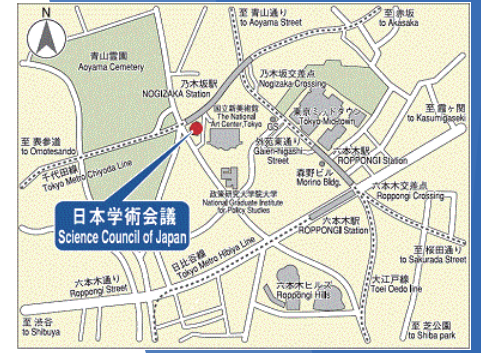 N
至 青山通り
to Aoyama Street
至 赤坂
to Akasaka
青山霊園
Aoyama Cemetery
乃木坂駅
NOGIZAKA Station
乃木坂交差点
Nogizaka Crossing
国立新美術館
The National
Art Center, Tokyo
東京ミッドタウン
Tokyo Midtown
至 霞ヶ関
to Kasumigaseki
至 表参道
to Omotesando
GS
外苑東通り
Gaien-Higashi
Street
六本木駅
ROPPONGI Station
千代田線
Tokyo Metro Chiyoda Line
森野ビル
Morino Bldg.
政策研究大学院大学
National Graduate Institute
for Policy Studies
六本木交差点
Roppongi Crossing
日本学術会議
Science Council of Japan
六本木駅
ROPPONGI Station
日比谷線
Tokyo Metro Hibiya Line
至 桜田通り
to Sakurada Street
六本木通り
Roppongi Street
六本木ヒルズ
Roppongi Hills
大江戸線
Toei Oedo Line
至 渋谷
to Shibuya
至 芝公園
to Shiba park